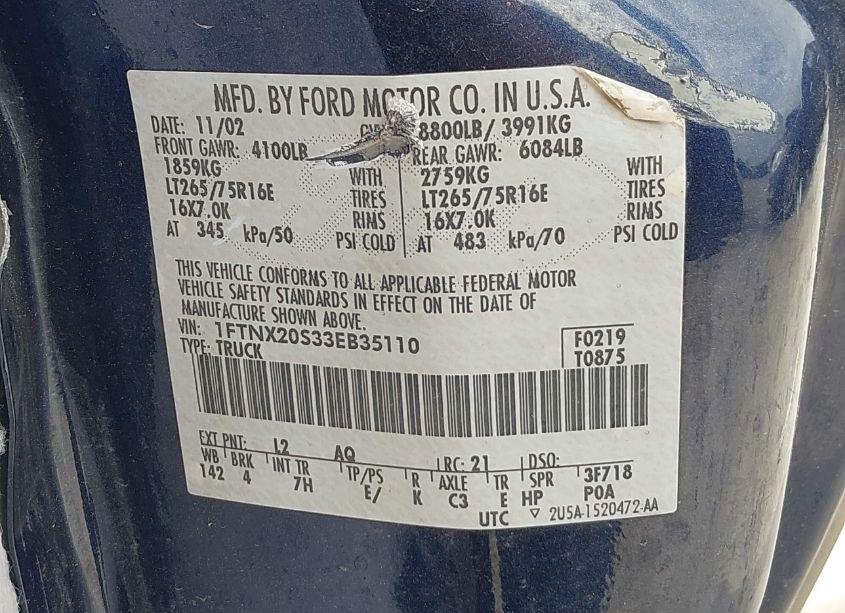 MFD. BY FORD MOTOR CO. IN U.S.A.
DATE: 11/02 8800LB/ 3991KG
FRONT GAWR: 4100LB REAR GAWR: 6084LB
1859KG WITH 2759KG WITH
LT265/75R16E TIRES LT265/75R16E TIRES
16X7.0K RIMS 16X7.0K RIMS
AT 345 kPa/50 PSI COLD AT 483 kPa/70 PSI COLD
THIS VEHICLE CONFORMS TO ALL APPLICABLE FEDERAL MOTOR
VEHICLE SAFETY STANDARDS IN EFFECT ON THE DATE OF
MANUFACTURE SHOWN ABOVE.
VIN: 1FTNX20S33EB35110 F0219
TYPE: TRUCK T0875
EXT PNT: L2 AQ RC: 21 DSO:
WB BRK INT TR TP/PS R AXLE TR SPR 3F718
142 4 7H E/ K C3 E HP POA
UTC ▽ 2U5A-1520472-AA